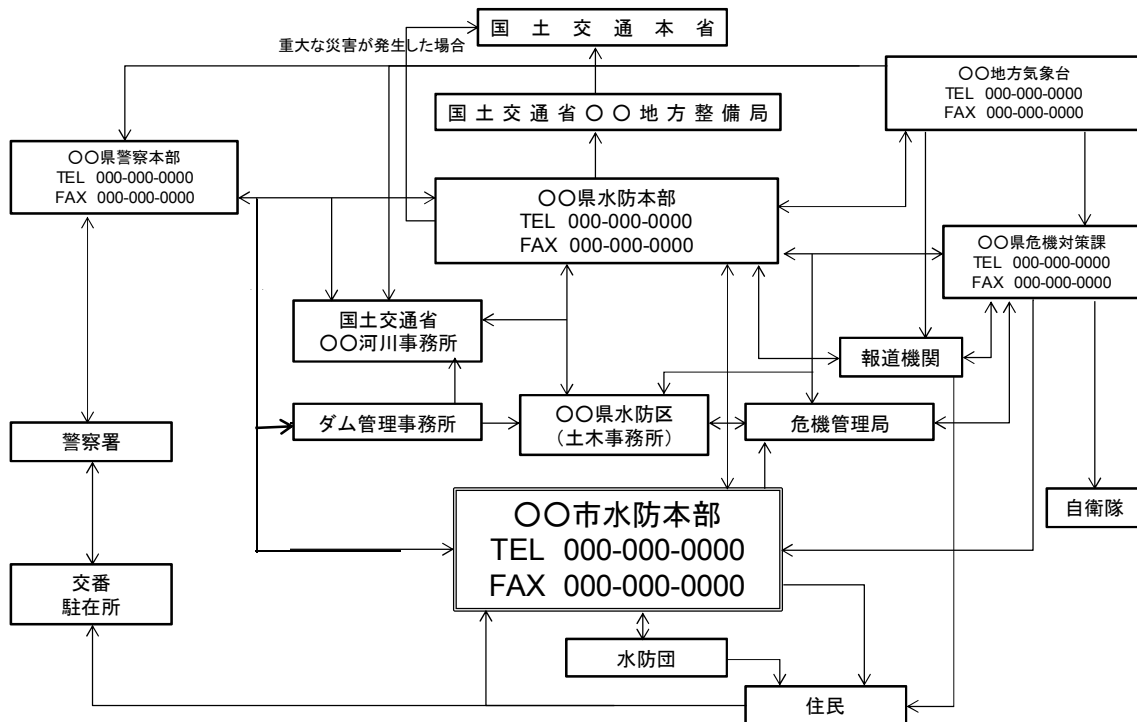 国土交通本省
重大な災害が発生した場合
〇〇地方気象台
TEL 000-000-0000
FAX 000-000-0000
国土交通省〇〇地方整備局
〇〇県警察本部
TEL 000-000-0000
FAX 000-000-0000
〇〇県水防本部
TEL 000-000-0000
FAX 000-000-0000
〇〇県危機対策課
TEL 000-000-0000
FAX 000-000-0000
国土交通省
〇〇河川事務所
報道機関
警察署
ダム管理事務所
〇〇県水防区
（土木事務所）
危機管理局
〇〇市水防本部
TEL 000-000-0000
FAX 000-000-0000
自衛隊
交番
駐在所
水防団
住民